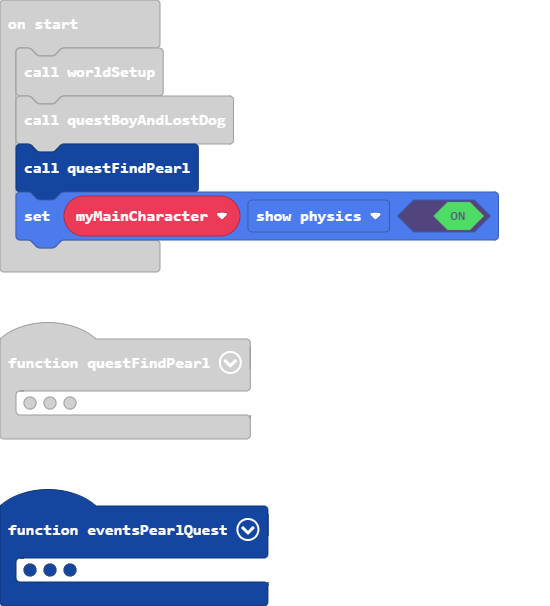 on start
call worldSetup
call questBoyAndLostDog
call questFindPearl
set myMainCharacter show physics ON
function questFindPearl
function eventsPearlQuest